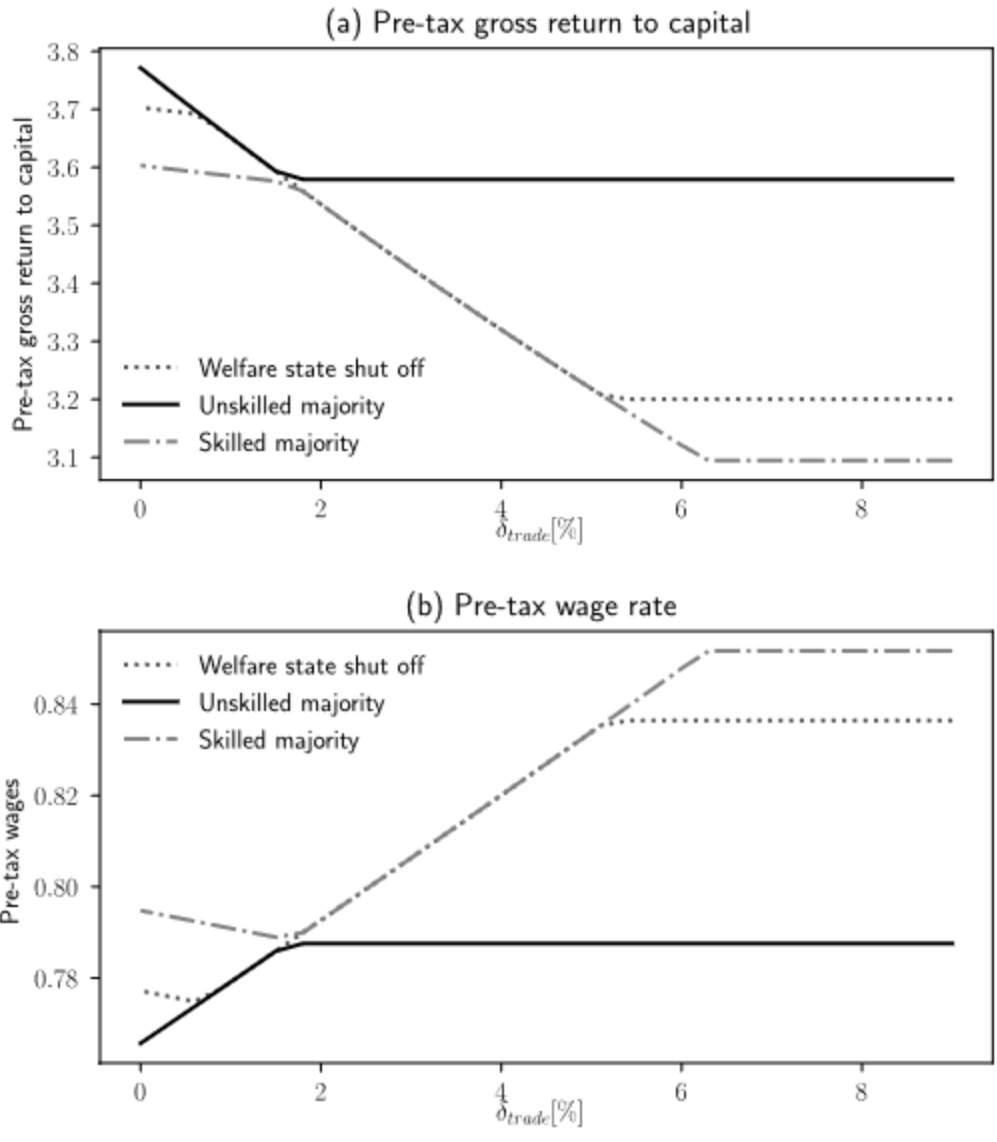 (a) Pre-tax gross return to capital
Pre-tax gross return to capital
3.8
3.7
3.6
3.5
3.4
3.3
3.2
3.1
Welfare state shut off
Unskilled majority
Skilled majority
0 2 4 6 8
δtrade[%]
(b) Pre-tax wage rate
Pre-tax wages
0.84
0.82
0.80
0.78
Welfare state shut off
Unskilled majority
Skilled majority
0 2 4 6 8
δtrade[%]